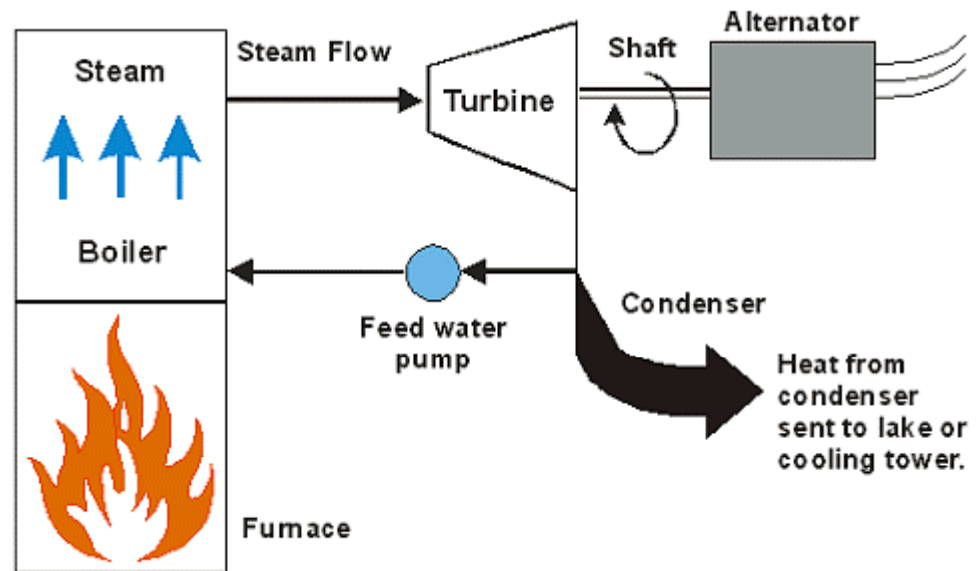 Alternator
Steam Flow
Shaft
Steam
Turbine
Boiler
Condenser
Feed water
pump
Heat from
condenser
sent to lake or
cooling tower.
Furnace